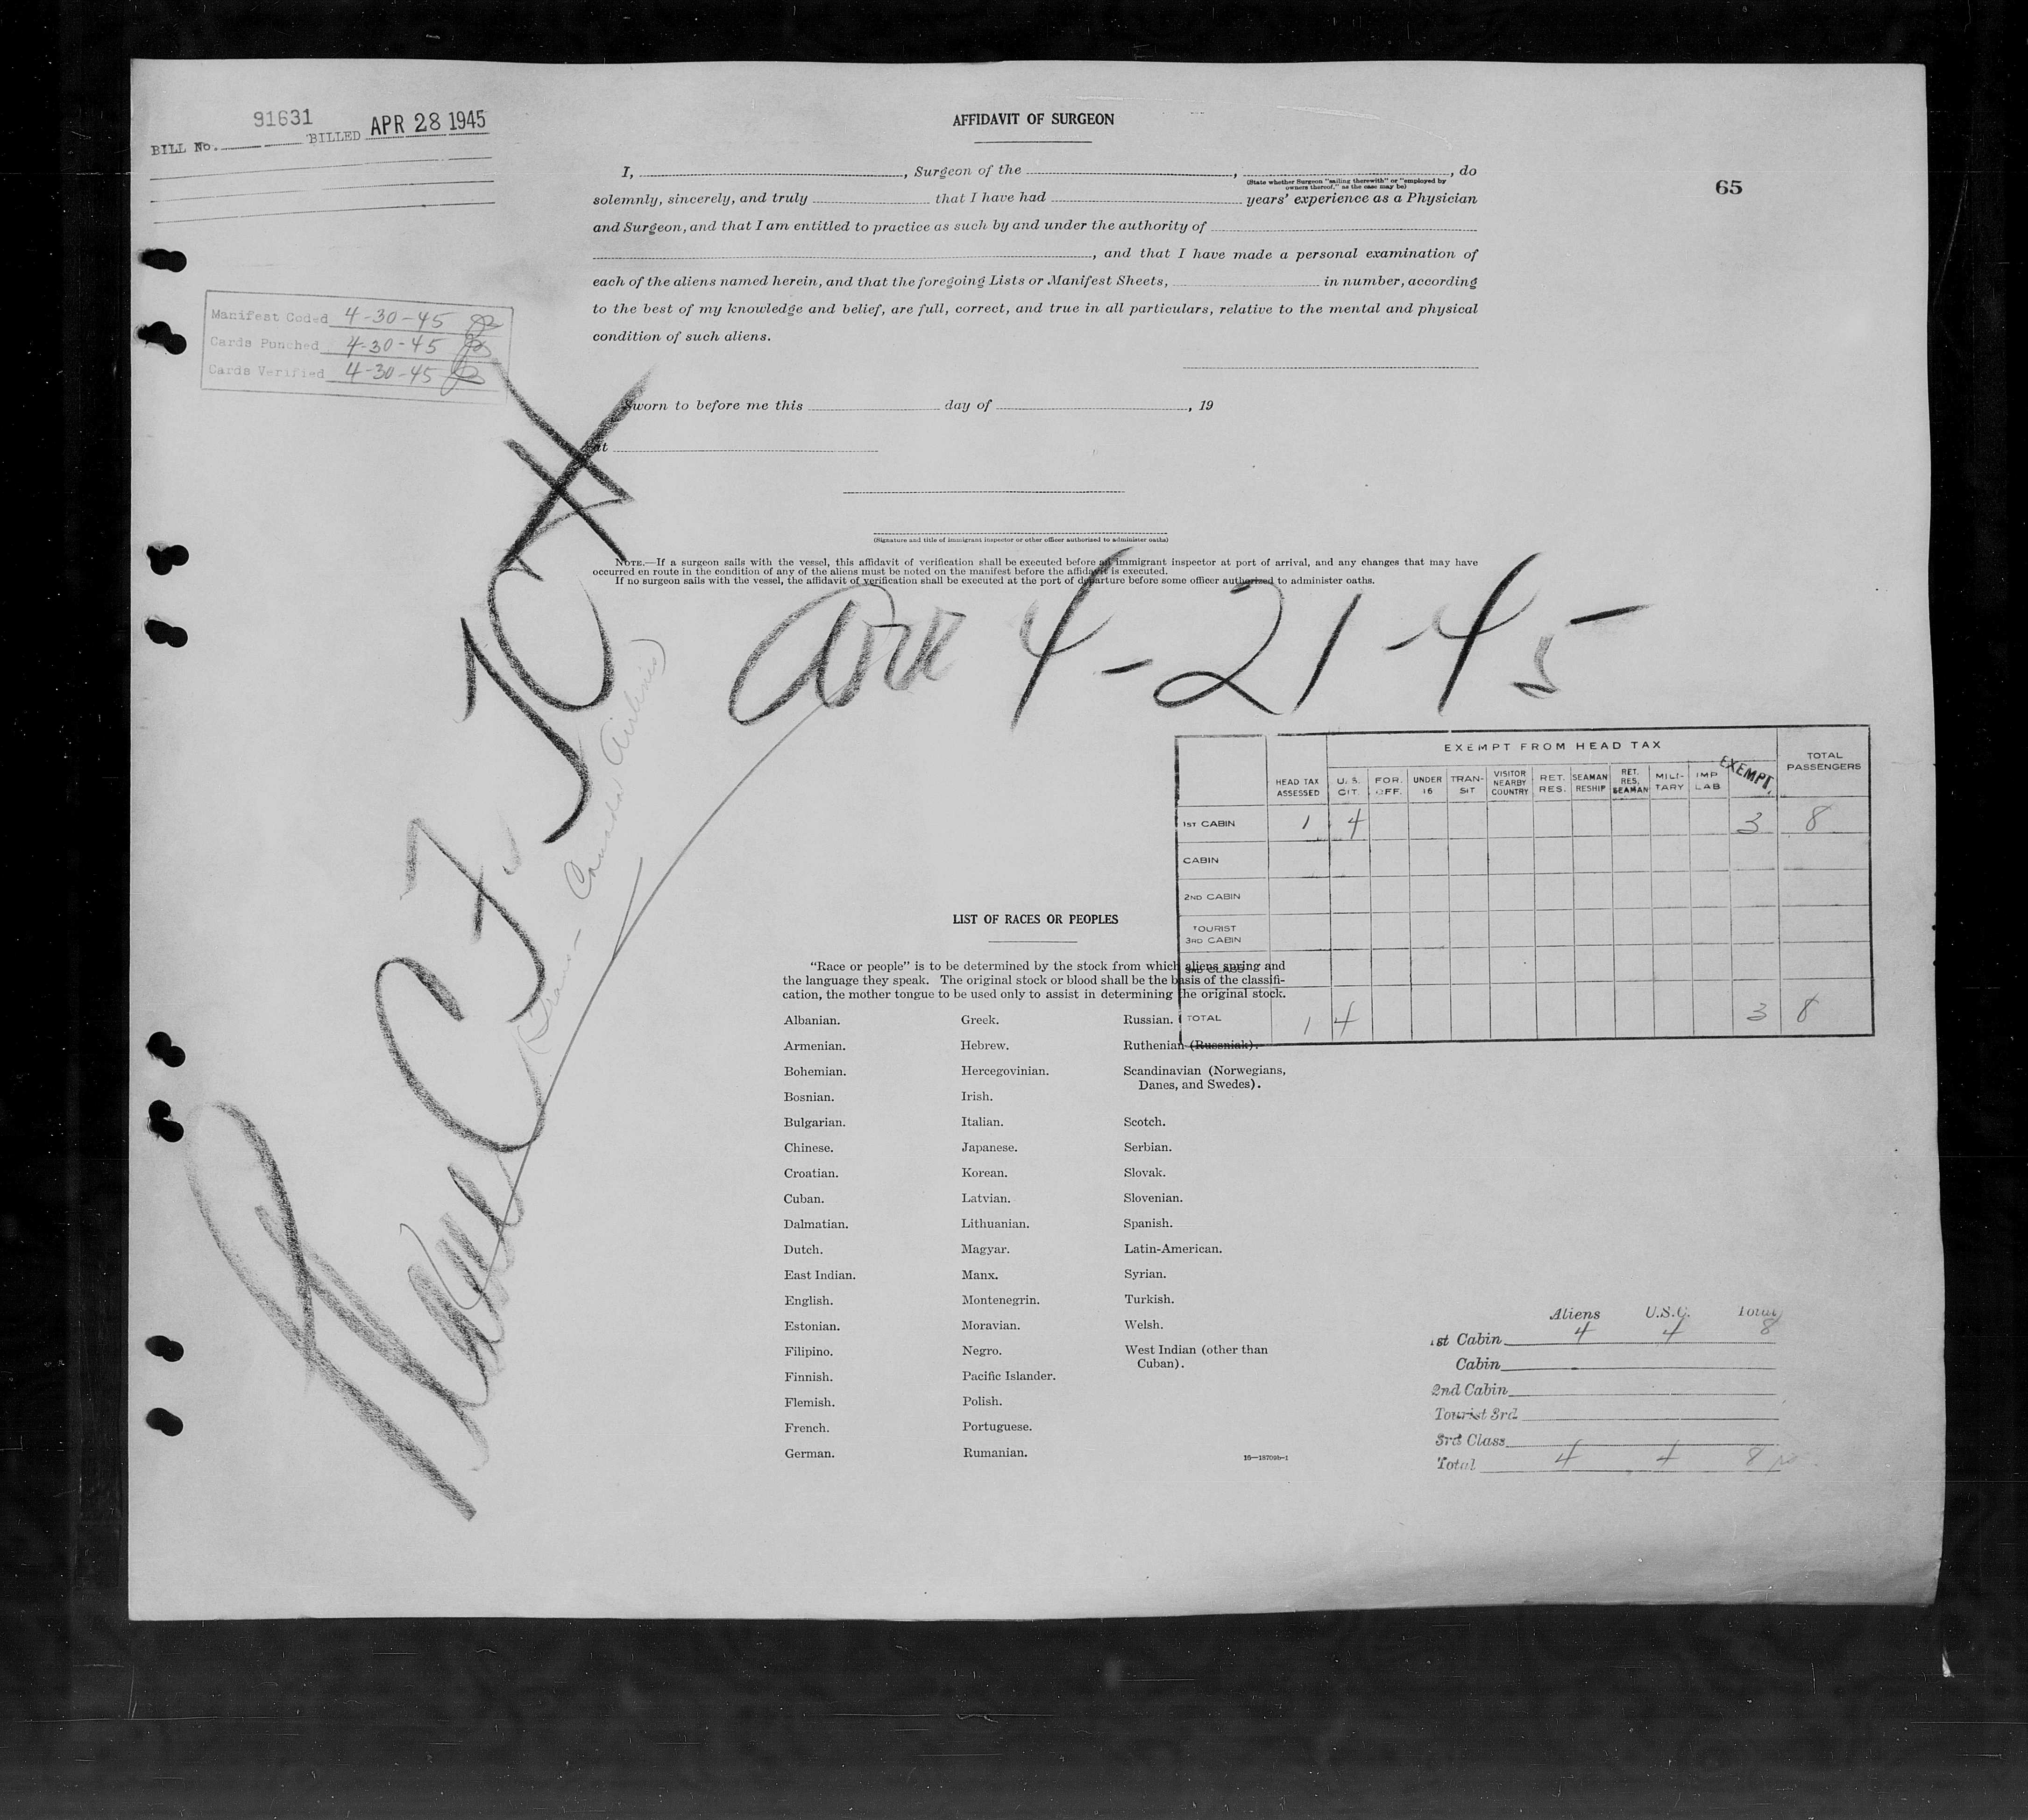 91631
BILL No. BILLED APR 28 1945
65
Manifest Coded 4-30-45
Cards Punched 4-30-45
Cards Verified 4-30-45
AFFIDAVIT OF SURGEON
I, , Surgeon of the , , do
(State whether Surgeon "sailing therewith" or "employed by
owners thereof," as the case may be)
solemnly, sincerely, and truly that I have had years' experience as a Physician
and Surgeon, and that I am entitled to practice as such by and under the authority of
, and that I have made a personal examination of
each of the aliens named herein, and that the foregoing Lists or Manifest Sheets, in number, according
to the best of my knowledge and belief, are full, correct, and true in all particulars, relative to the mental and physical
condition of such aliens.
Sworn to before me this day of , 19
at
(Signature and title of immigrant inspector or other officer authorized to administer oaths)
NOTE.—If a surgeon sails with the vessel, this affidavit of verification shall be executed before an immigrant inspector at port of arrival, and any changes that may have
occurred en route in the condition of any of the aliens must be noted on the manifest before the affidavit is executed.
If no surgeon sails with the vessel, the affidavit of verification shall be executed at the port of departure before some officer authorized to administer oaths.
Arr 4-21-45
Plane CF-TCH
(Trans-Canada Airlines)
EXEMPT FROM HEAD TAX
HEAD TAX ASSESSED U. S. CIT. FOR. OFF. UNDER 16 TRAN-SIT VISITOR NEARBY COUNTRY RET. RES. SEAMAN RESHIP RET. RES. SEAMAN MILI-TARY IMP LAB EXEMPT. TOTAL PASSENGERS
1ST CABIN 1 4 3 8
CABIN
2ND CABIN
TOURIST
3RD CABIN
3RD CLASS
TOTAL 1 4 3 8
LIST OF RACES OR PEOPLES
"Race or people" is to be determined by the stock from which aliens spring and
the language they speak. The original stock or blood shall be the basis of the classifi-
cation, the mother tongue to be used only to assist in determining the original stock.
Albanian. Greek. Russian.
Armenian. Hebrew. Ruthenian (Russniak).
Bohemian. Hercegovinian. Scandinavian (Norwegians,
Danes, and Swedes).
Bosnian. Irish.
Bulgarian. Italian. Scotch.
Chinese. Japanese. Serbian.
Croatian. Korean. Slovak.
Cuban. Latvian. Slovenian.
Dalmatian. Lithuanian. Spanish.
Dutch. Magyar. Latin-American.
East Indian. Manx. Syrian.
English. Montenegrin. Turkish.
Estonian. Moravian. Welsh.
Filipino. Negro. West Indian (other than
Cuban).
Finnish. Pacific Islander.
Flemish. Polish.
French. Portuguese.
German. Rumanian.
16—18709b-1
Aliens U.S.C. Total
1st Cabin 4 4 8
Cabin
2nd Cabin
Tourist 3rd
3rd Class
Total 4 4 8